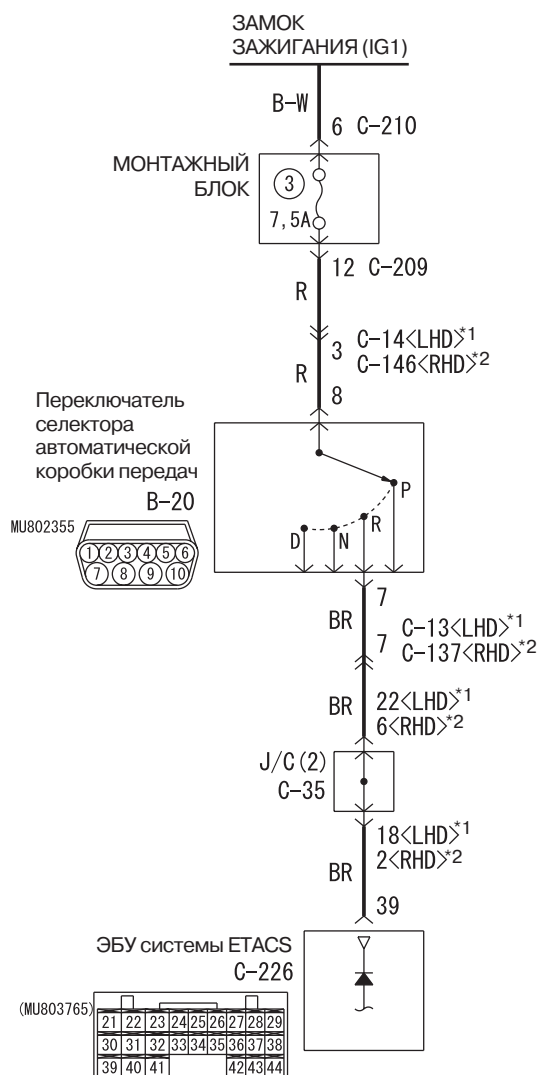 ЗАМОК
ЗАЖИГАНИЯ (IG1)
B-W
6 C-210
МОНТАЖНЫЙ
БЛОК
3
7,5A
12 C-209
R
3
C-14<LHD>*1
C-146<RHD>*2
R
8
Переключатель
селектора
автоматической
коробки передач
B-20
MU802355
1 2 3 4 5 6
7 8 9 10
P
R
N
D
7
BR
7
C-13<LHD>*1
C-137<RHD>*2
BR
22<LHD>*1
6<RHD>*2
J/C(2)
C-35
18<LHD>*1
2<RHD>*2
BR
39
ЭБУ системы ETACS
C-226
(MU803765)
21 22 23 24 25 26 27 28 29
30 31 32 33 34 35 36 37 38
39 40 41 42 43 44